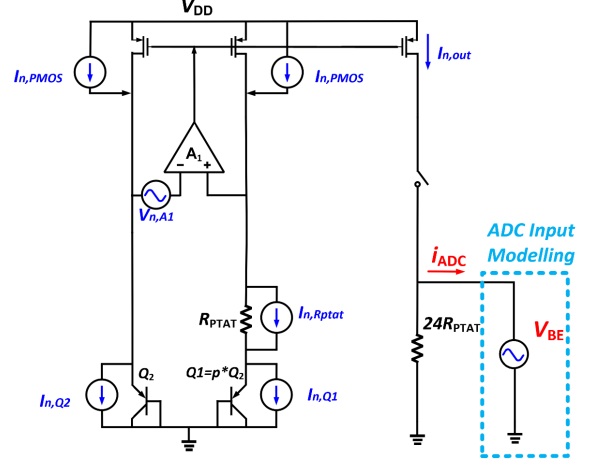 VDD
In,PMOS
In,PMOS
In,out
A1
- +
Vn,A1
ADC Input
Modelling
iADC
RPTAT
In,Rptat
24RPTAT
VBE
Q2
Q1=p*Q2
In,Q2
In,Q1